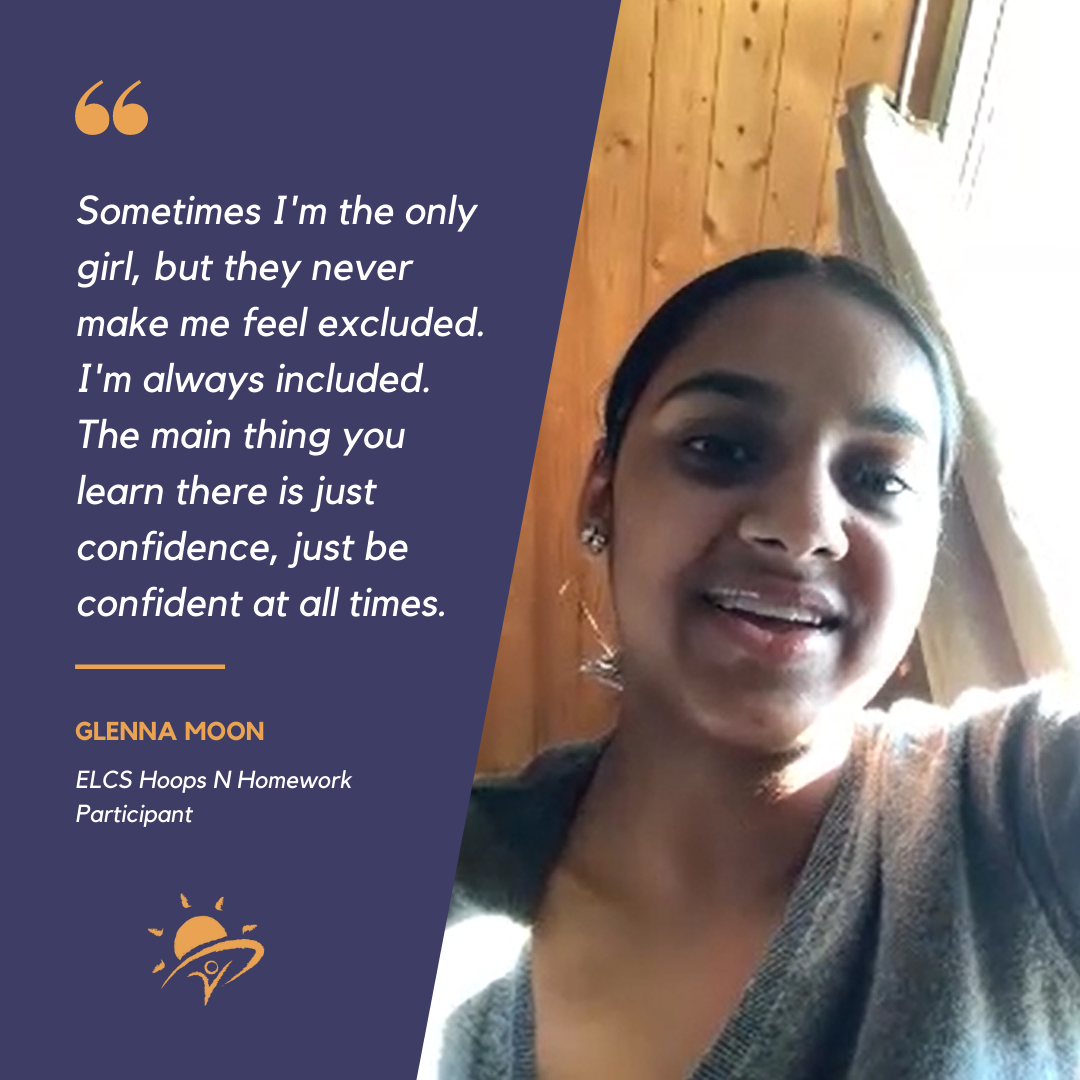 Sometimes I'm the only
girl, but they never
make me feel excluded.
I'm always included.
The main thing you
learn there is just
confidence, just be
confident at all times.
GLENNA MOON
ELCS Hoops N Homework
Participant